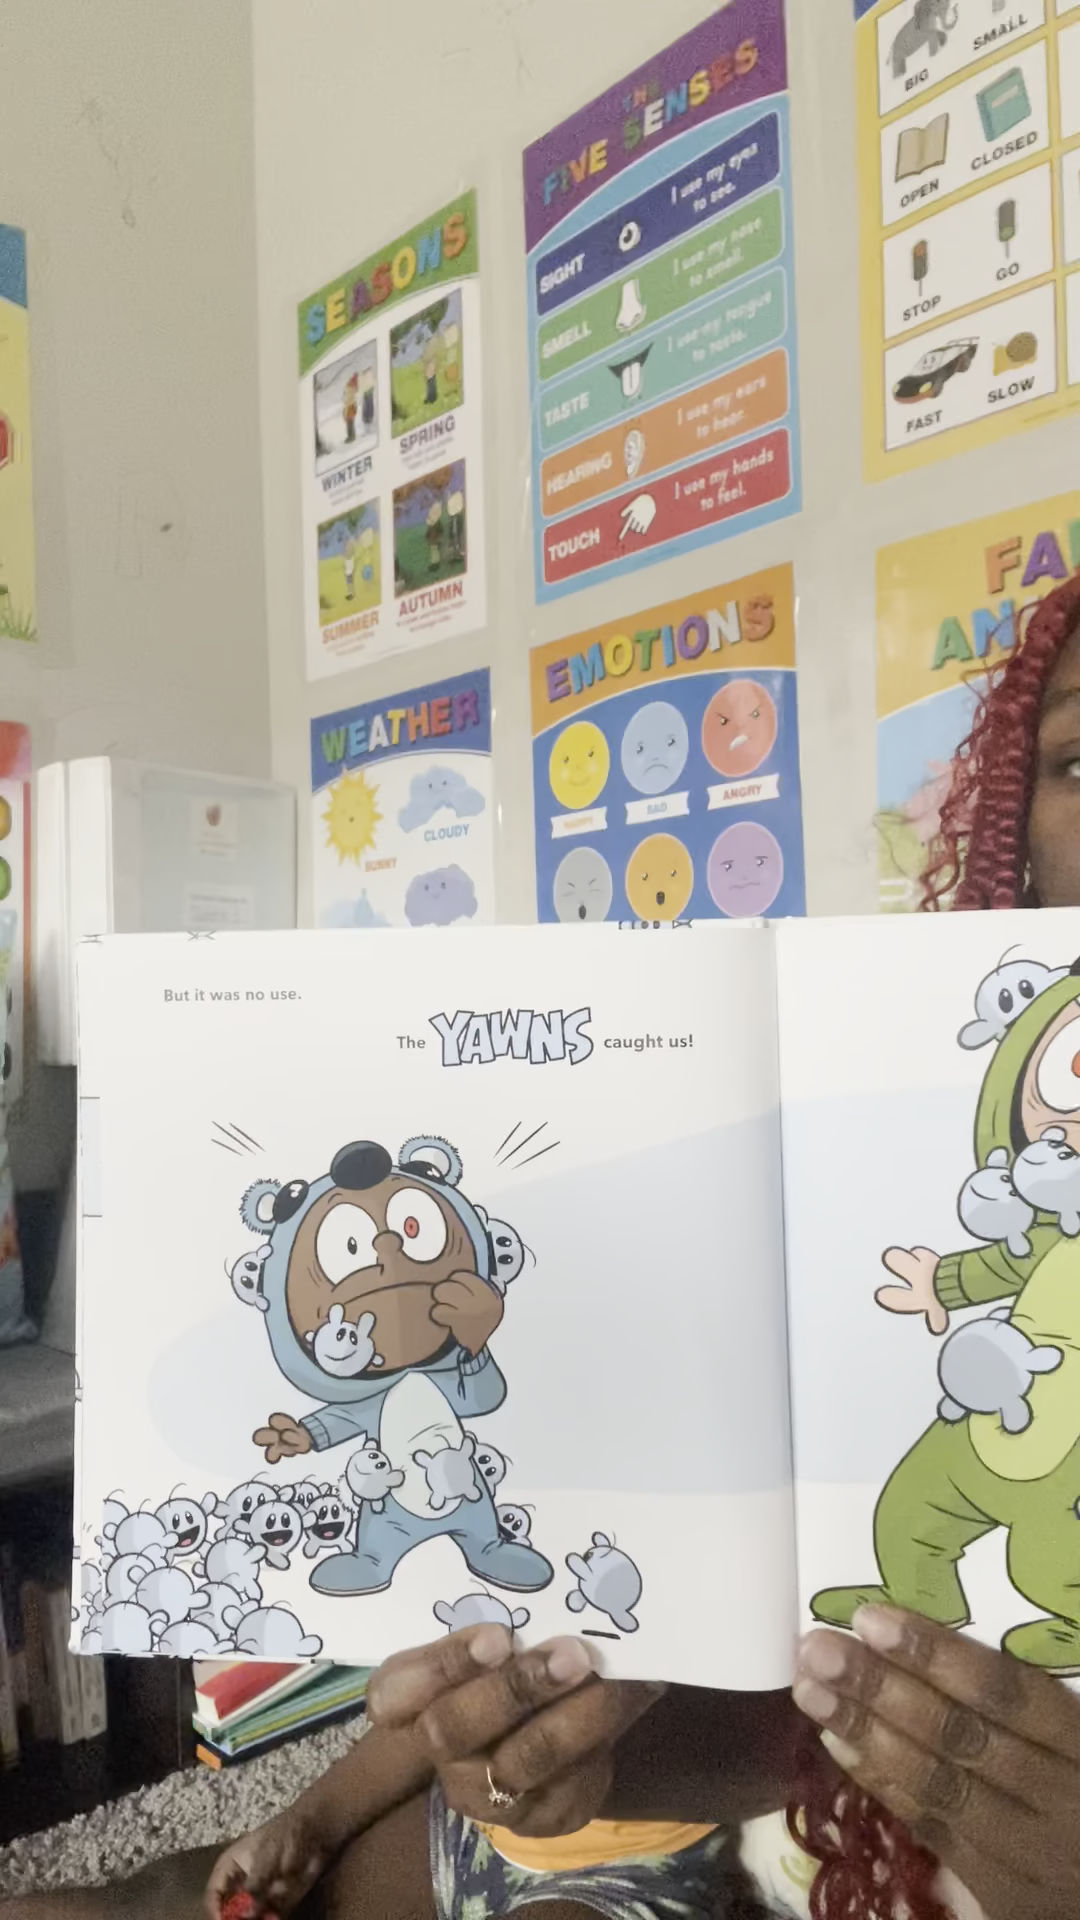 BIG
SMALL
OPEN
CLOSED
STOP
GO
FAST
SLOW
THE
FIVE SENSES
SIGHT
I use my eyes
to see.
SMELL
I use my nose
to smell.
TASTE
I use my tongue
to taste.
HEARING
I use my ears
to hear.
TOUCH
I use my hands
to feel.
SEASONS
WINTER
SPRING
SUMMER
AUTUMN
WEATHER
SUNNY
CLOUDY
EMOTIONS
HAPPY
SAD
ANGRY
But it was no use.
The YAWNS caught us!